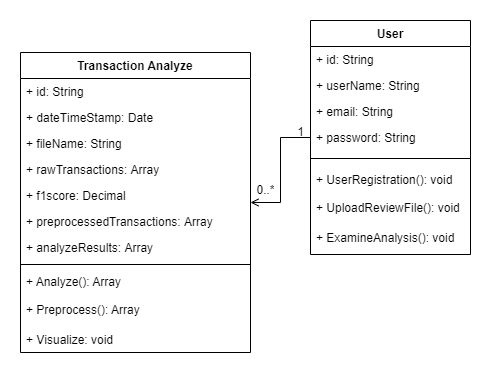 Transaction Analyze
+ id: String
+ dateTimeStamp: Date
+ fileName: String
+ rawTransactions: Array
+ f1score: Decimal
+ preprocessedTransactions: Array
+ analyzeResults: Array
+ Analyze(): Array
+ Preprocess(): Array
+ Visualize: void
0..*
1
User
+ id: String
+ userName: String
+ email: String
+ password: String
+ UserRegistration(): void
+ UploadReviewFile(): void
+ ExamineAnalysis(): void